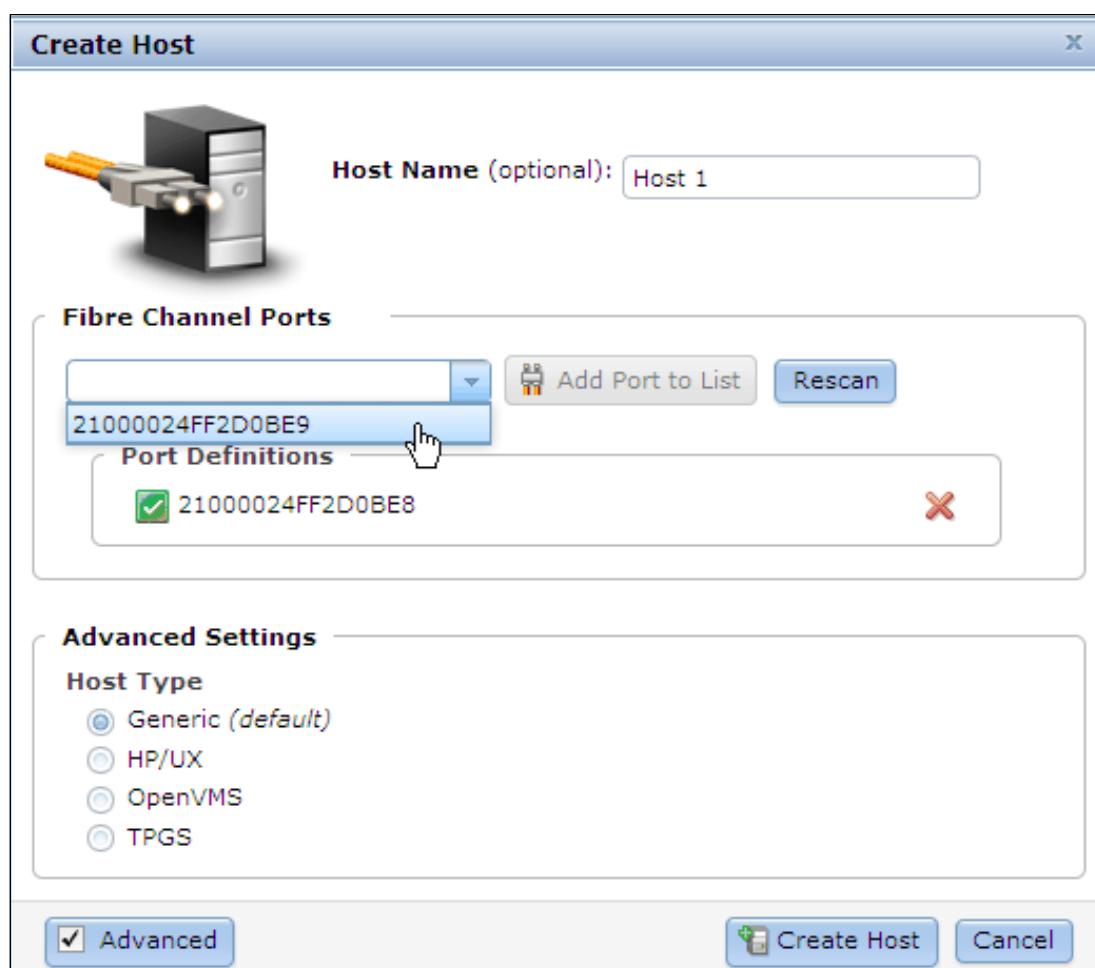 Create Host x
Host Name (optional): Host 1
Fibre Channel Ports
Add Port to List Rescan
21000024FF2D0BE9
Port Definitions
21000024FF2D0BE8
Advanced Settings
Host Type
Generic (default)
HP/UX
OpenVMS
TPGS
Advanced Create Host Cancel